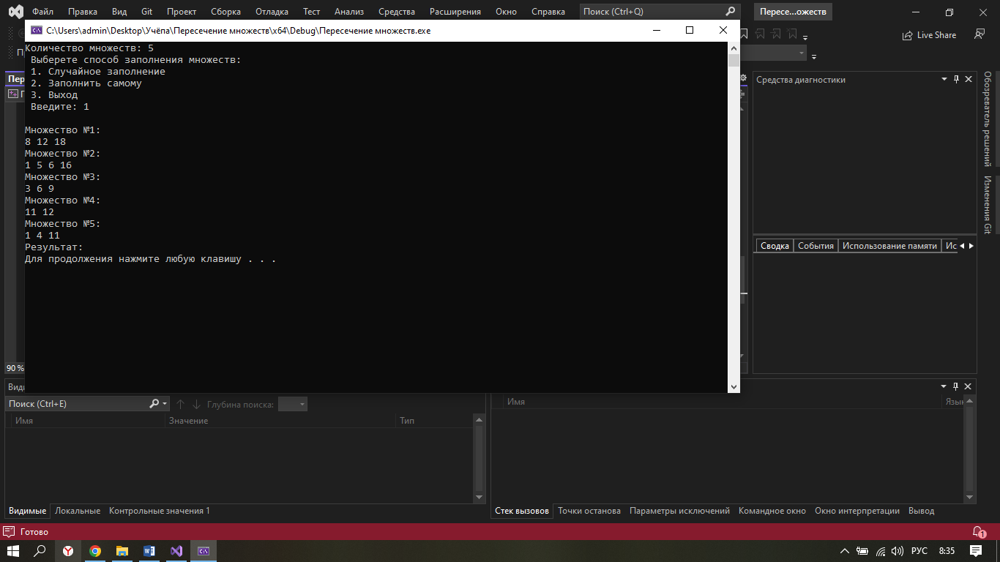 Файл Правка Вид Git Проект Сборка Отладка Тест Анализ Средства Расширения Окно Справка Поиск (Ctrl+Q) Пересе...ожеств
C:\Users\admin\Desktop\Учёпа\Пересечение множеств\x64\Debug\Пересечение множеств.exe
Live Share
Количество множеств: 5
Выберете способ заполнения множеств:
1. Случайное заполнение
2. Заполнить самому
3. Выход
Введите: 1
Множество №1:
8 12 18
Множество №2:
1 5 6 16
Множество №3:
3 6 9
Множество №4:
11 12
Множество №5:
1 4 11
Результат:
Для продолжения нажмите любую клавишу . . .
Пер
90 %
Средства диагностики
Сводка События Использование памяти Ис
Обозреватель решений
Изменения Git
Види
Поиск (Ctrl+E) Глубина поиска:
Имя Значение Тип
Видимые Локальные Контрольные значения 1
Имя Язык
Стек вызовов Точки останова Параметры исключений Командное окно Окно интерпретации Вывод
Готово 1
РУС 8:35